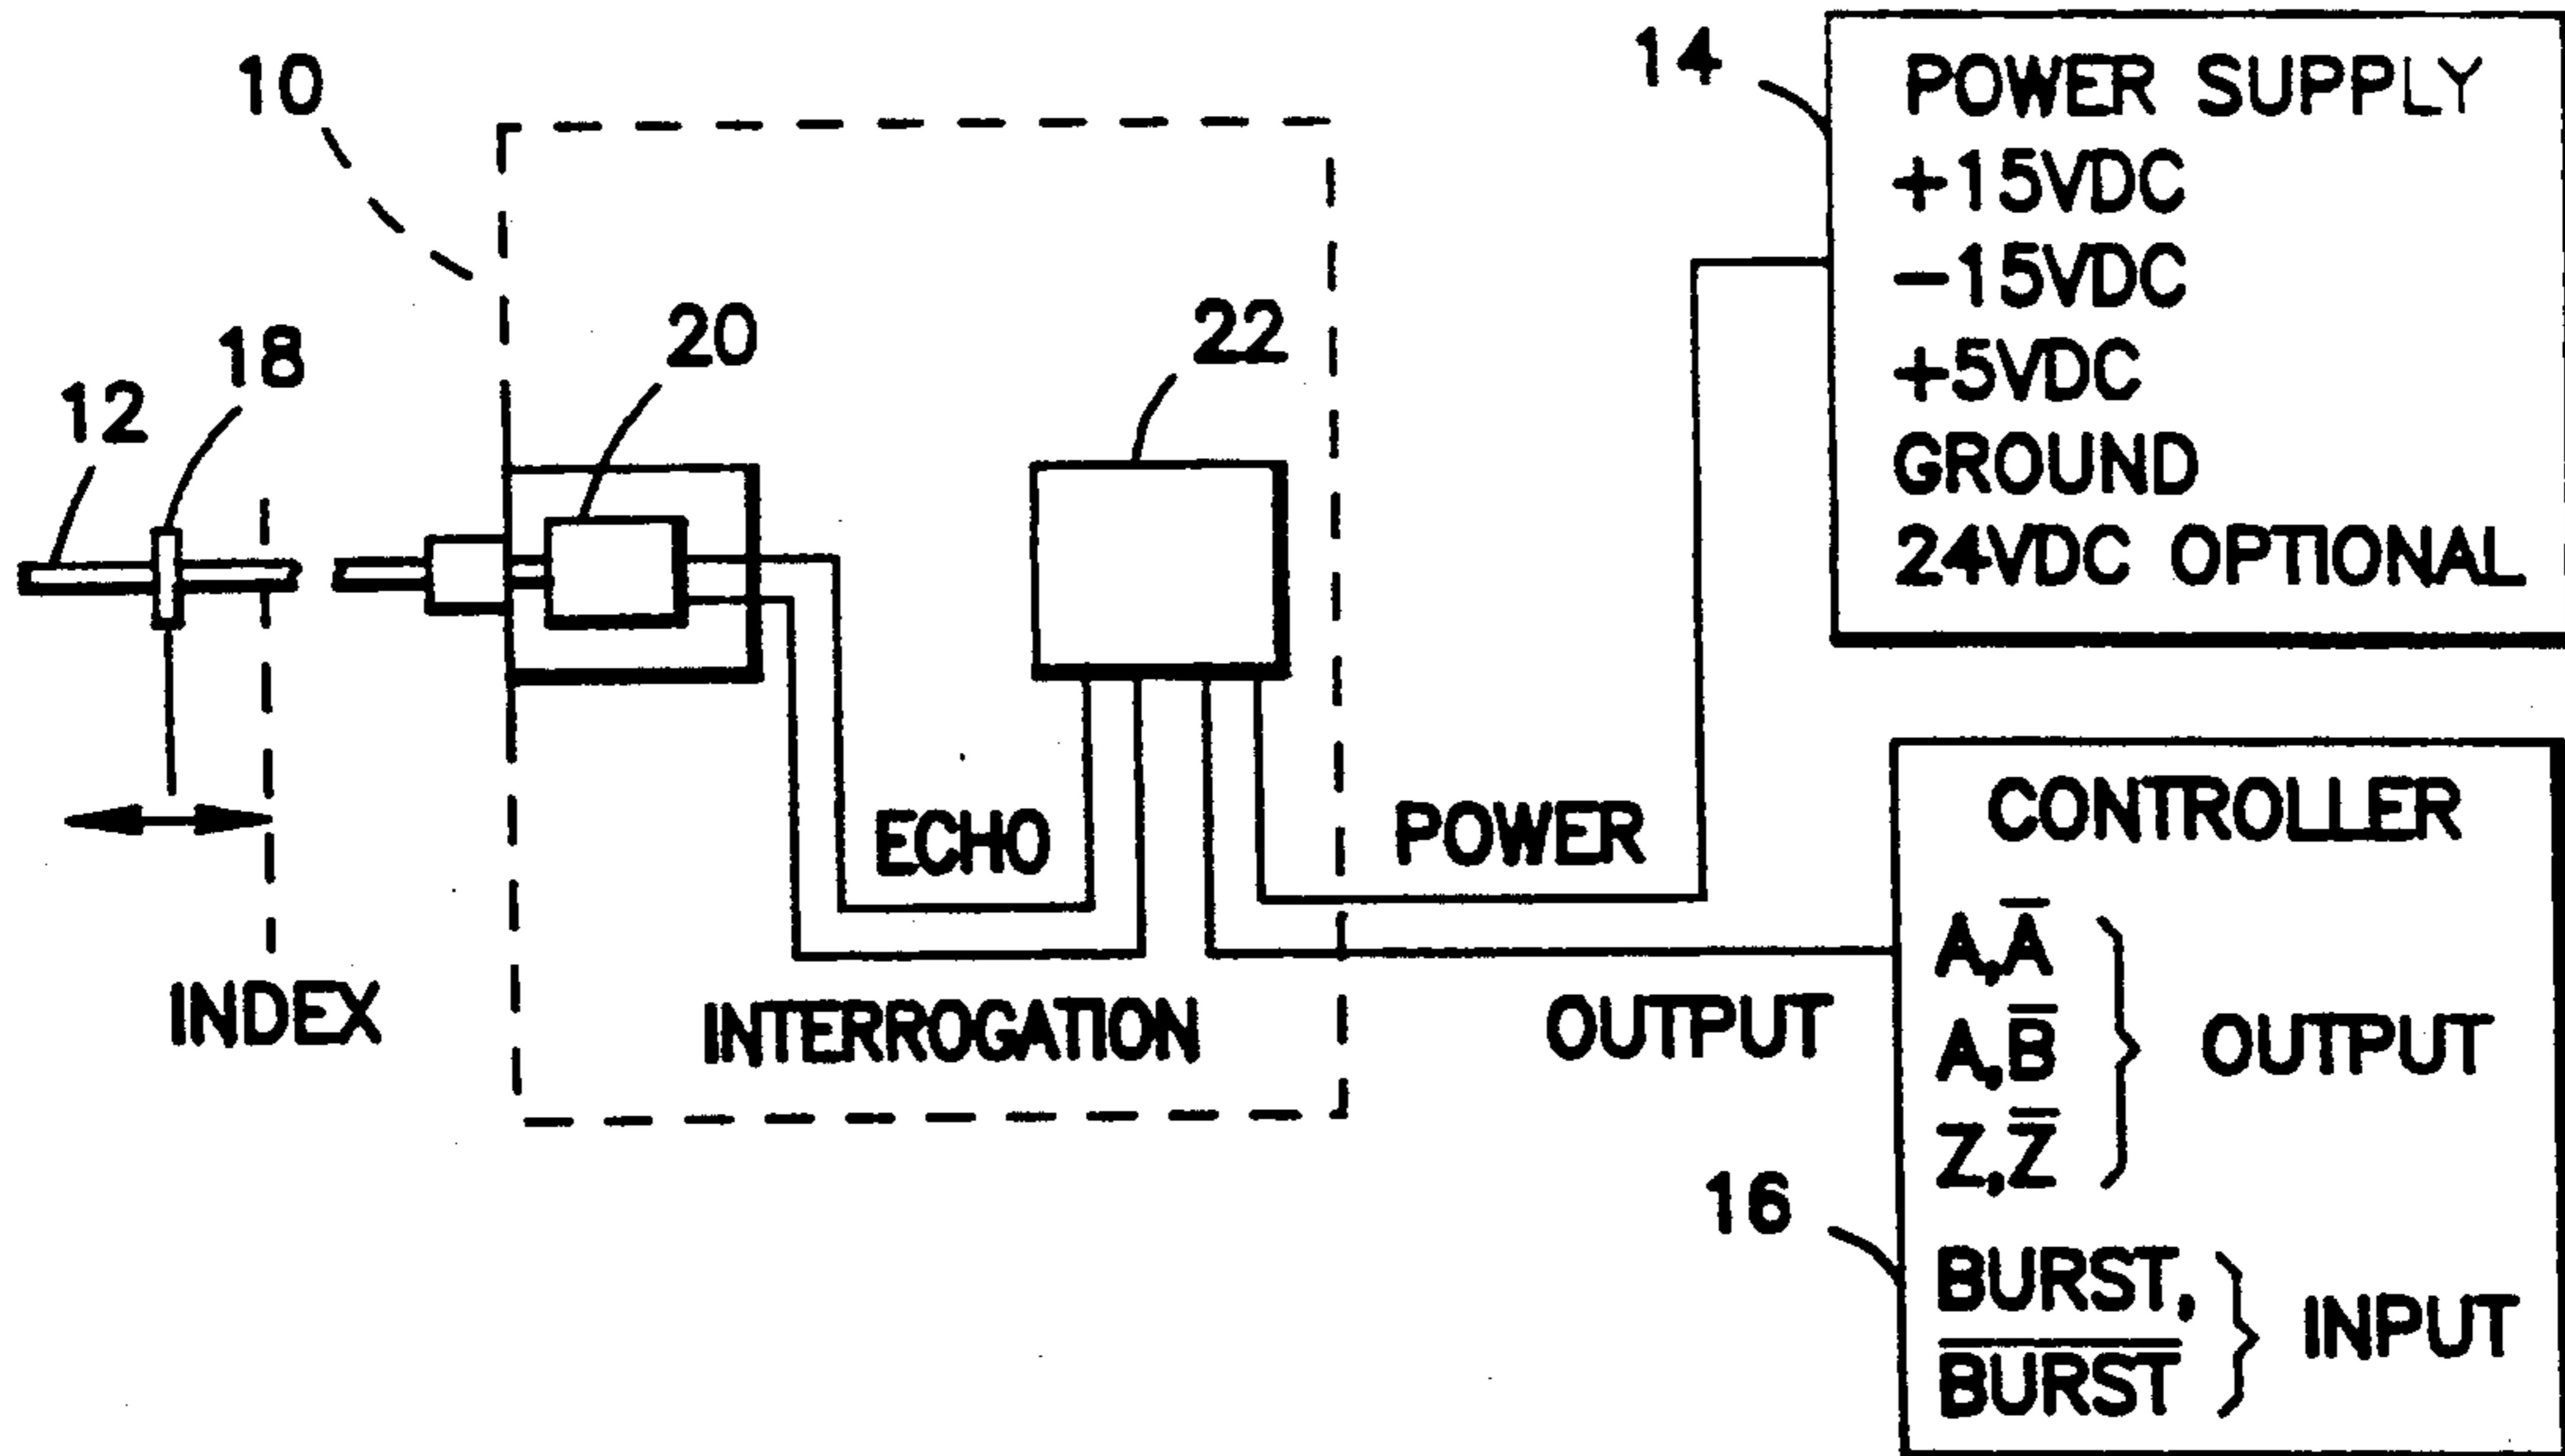 10
12
18
20
22
INDEX
ECHO
INTERROGATION
POWER
OUTPUT
14
POWER SUPPLY
+15VDC
-15VDC
+5VDC
GROUND
24VDC OPTIONAL
16
CONTROLLER
A,A̅
A,B̅
Z,Z̅
OUTPUT
BURST,
B̅U̅R̅S̅T̅
INPUT